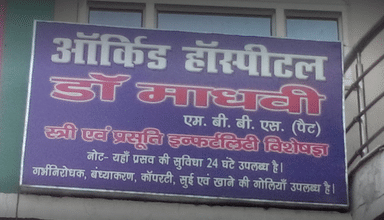 ऑर्किड हॉस्पीटल
डॉ माधवी
एम. बी. बी. एस. (पैट)
स्त्री एवं प्रसूति इन्फर्टलिटी विशेषज्ञ
नोट- यहाँ प्रसव की सुविधा 24 घंटे उपलब्ध है।
गर्भनिरोधक, बंध्याकरण, कॉपरटी, सुई एवं खाने की गोलियाँ उपलब्ध है।